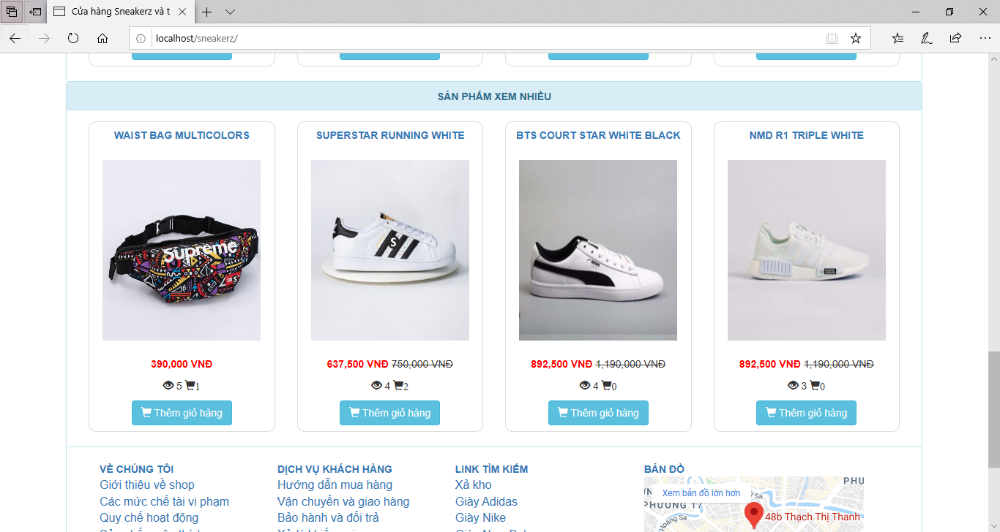 Cửa hàng Sneakerz và t
localhost/sneakerz/
SẢN PHẨM XEM NHIỀU
WAIST BAG MULTICOLORS
SUPERSTAR RUNNING WHITE
BTS COURT STAR WHITE BLACK
NMD R1 TRIPLE WHITE
Supreme
S
S
390,000 VNĐ
637,500 VNĐ 750,000 VNĐ
892,500 VNĐ 1,190,000 VNĐ
892,500 VNĐ 1,190,000 VNĐ
5 1
4 2
4 0
3 0
Thêm giỏ hàng
Thêm giỏ hàng
Thêm giỏ hàng
Thêm giỏ hàng
VỀ CHÚNG TÔI
Giới thiệu về shop
Các mức chế tài vi phạm
Quy chế hoạt động
DỊCH VỤ KHÁCH HÀNG
Hướng dẫn mua hàng
Vận chuyển và giao hàng
Bảo hành và đổi trả
LINK TÌM KIẾM
Xả kho
Giày Adidas
Giày Nike
BẢN ĐỒ
Xem bản đồ lớn hơn
PHƯỜNG 17
Hoàng Sa
48b Thạch Thị Thanh